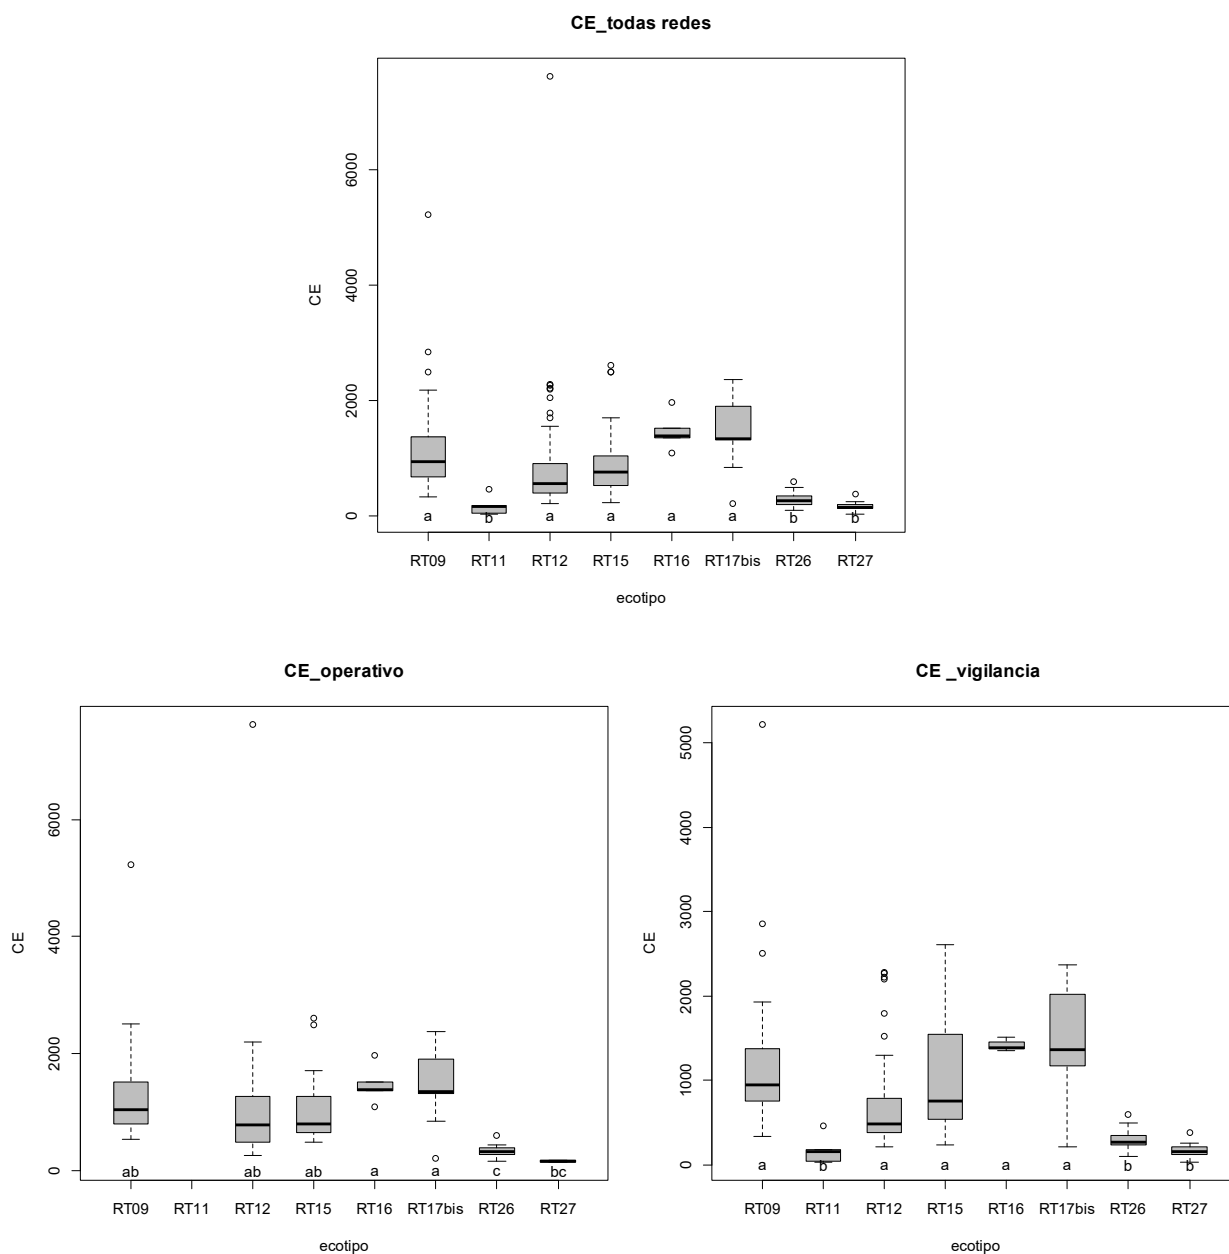 CE_todas redes
6000
4000
2000
0
CE
a b a a a a b b
RT09 RT11 RT12 RT15 RT16 RT17bis RT26 RT27
ecotipo
CE_operativo
6000
4000
2000
0
CE
ab ab ab a a c bc
RT09 RT11 RT12 RT15 RT16 RT17bis RT26 RT27
ecotipo
CE _vigilancia
5000
4000
3000
2000
1000
0
CE
a b a a a a b b
RT09 RT11 RT12 RT15 RT16 RT17bis RT26 RT27
ecotipo